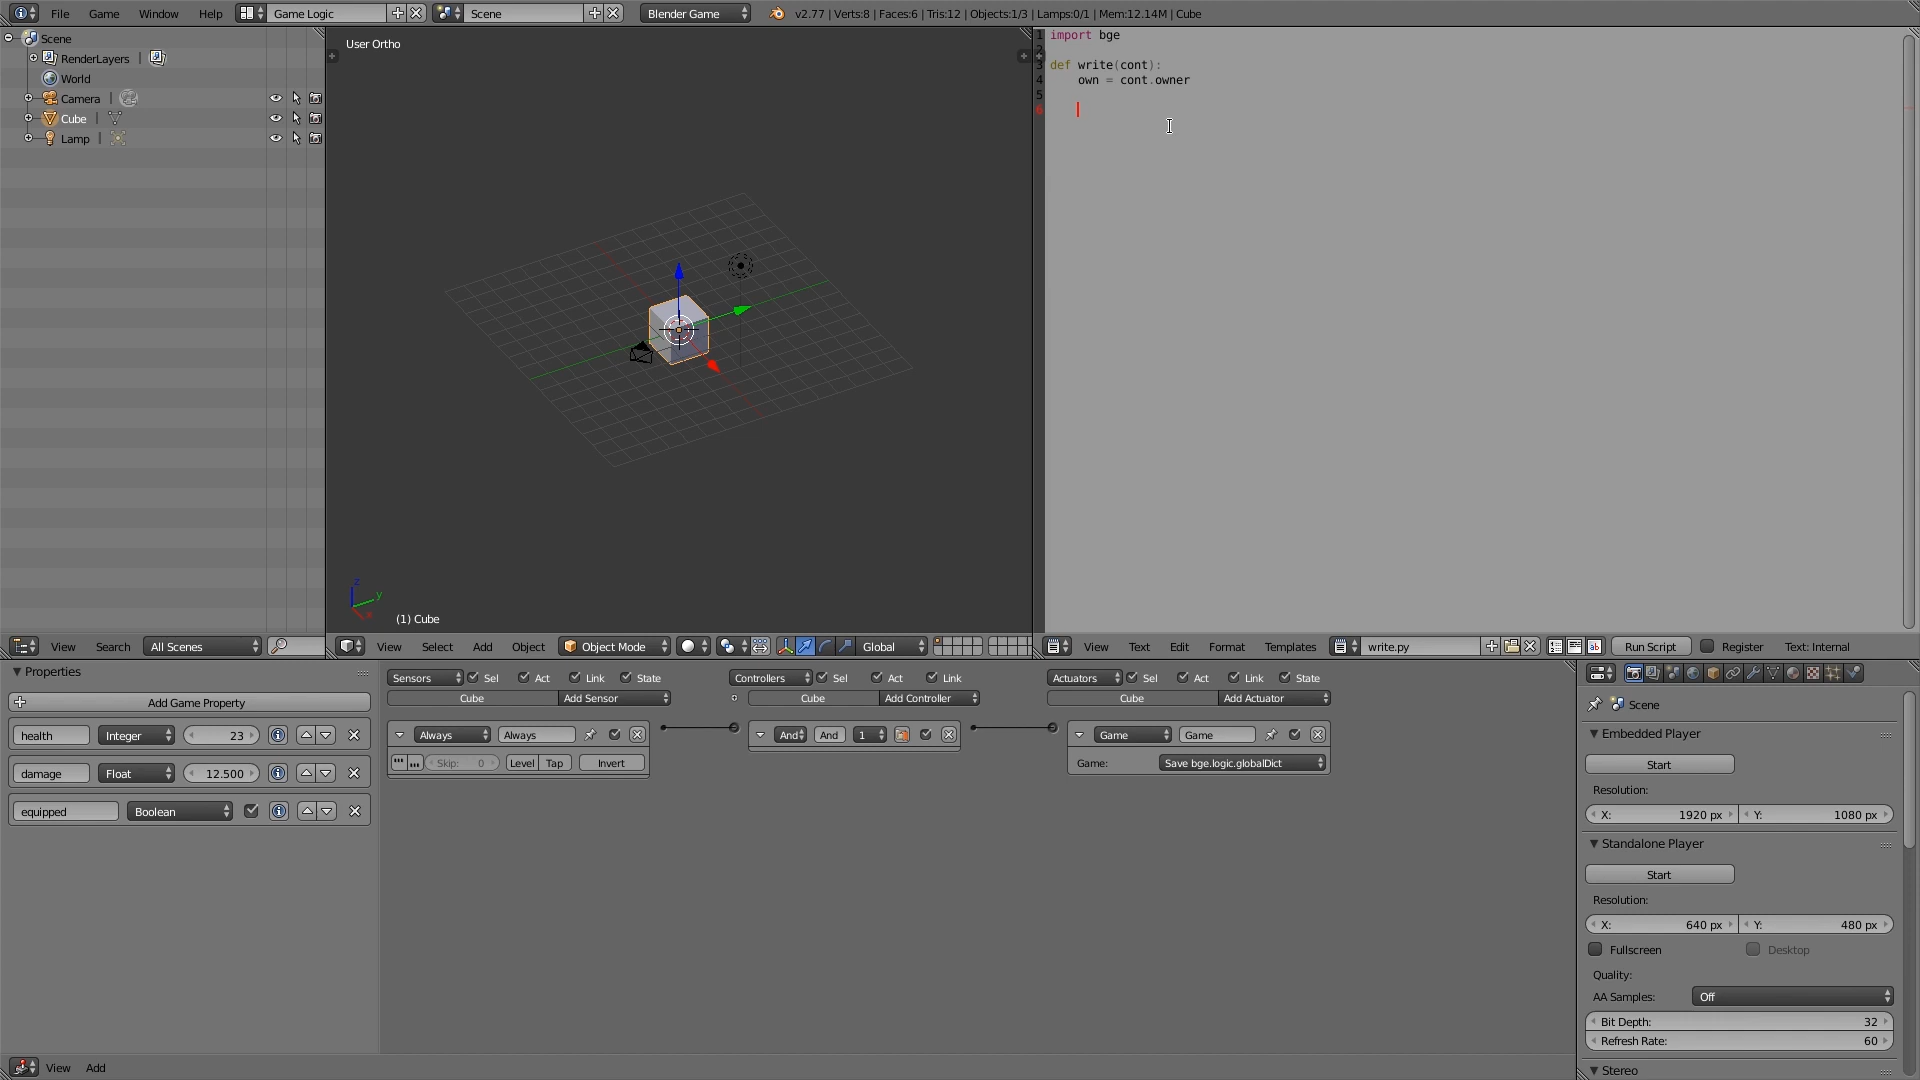 File Game Window Help Game Logic Scene Blender Game v2.77 | Verts:8 | Faces:6 | Tris:12 | Objects:1/3 | Lamps:0/1 | Mem:12.14M | Cube
Scene
RenderLayers |
World
Camera |
Cube |
Lamp |
View Search All Scenes
User Ortho
z
y
x
(1) Cube
View Select Add Object Object Mode Global
1 import bge
2
3 def write(cont):
4 own = cont.owner
5
6
View Text Edit Format Templates write.py Run Script Register Text: Internal
Properties
Add Game Property
health Integer 23
damage Float 12.500
equipped Boolean
Sensors Sel Act Link State
Cube Add Sensor
Always Always
Skip: 0 Level Tap Invert
Controllers Sel Act Link
Cube Add Controller
And And 1
Actuators Sel Act Link State
Cube Add Actuator
Game Game
Game: Save bge.logic.globalDict
View Add
Scene
Embedded Player
Start
Resolution:
X: 1920 px Y: 1080 px
Standalone Player
Start
Resolution:
X: 640 px Y: 480 px
Fullscreen Desktop
Quality:
AA Samples: Off
Bit Depth: 32
Refresh Rate: 60
Stereo